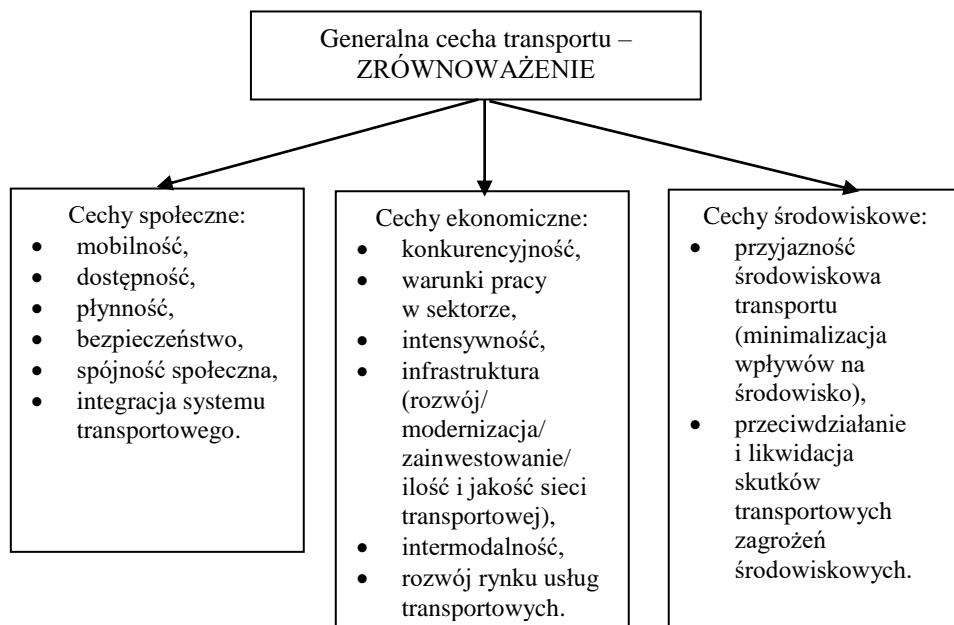 Generalna cecha transportu –
ZRÓWNOWAŻENIE
Cechy społeczne:
• mobilność,
• dostępność,
• płynność,
• bezpieczeństwo,
• spójność społeczna,
• integracja systemu
transportowego.
Cechy ekonomiczne:
• konkurencyjność,
• warunki pracy
w sektorze,
• intensywność,
• infrastruktura
(rozwój/
modernizacja/
zainwestowanie/
ilość i jakość sieci
transportowej),
• intermodalność,
• rozwój rynku usług
transportowych.
Cechy środowiskowe:
• przyjazność
środowiskowa
transportu
(minimalizacja
wpływów na
środowisko),
• przeciwdziałanie
i likwidacja
skutków
transportowych
zagrożeń
środowiskowych.